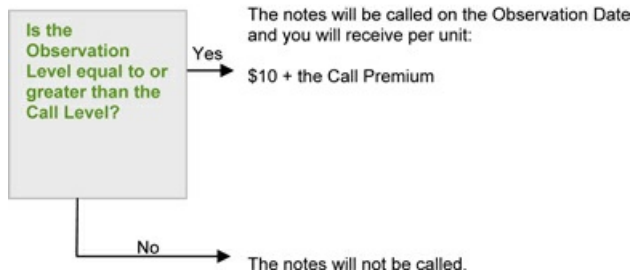 Is the
Observation
Level equal to or
greater than the
Call Level?
Yes
The notes will be called on the Observation Date
and you will receive per unit:
$10 + the Call Premium
No
The notes will not be called.